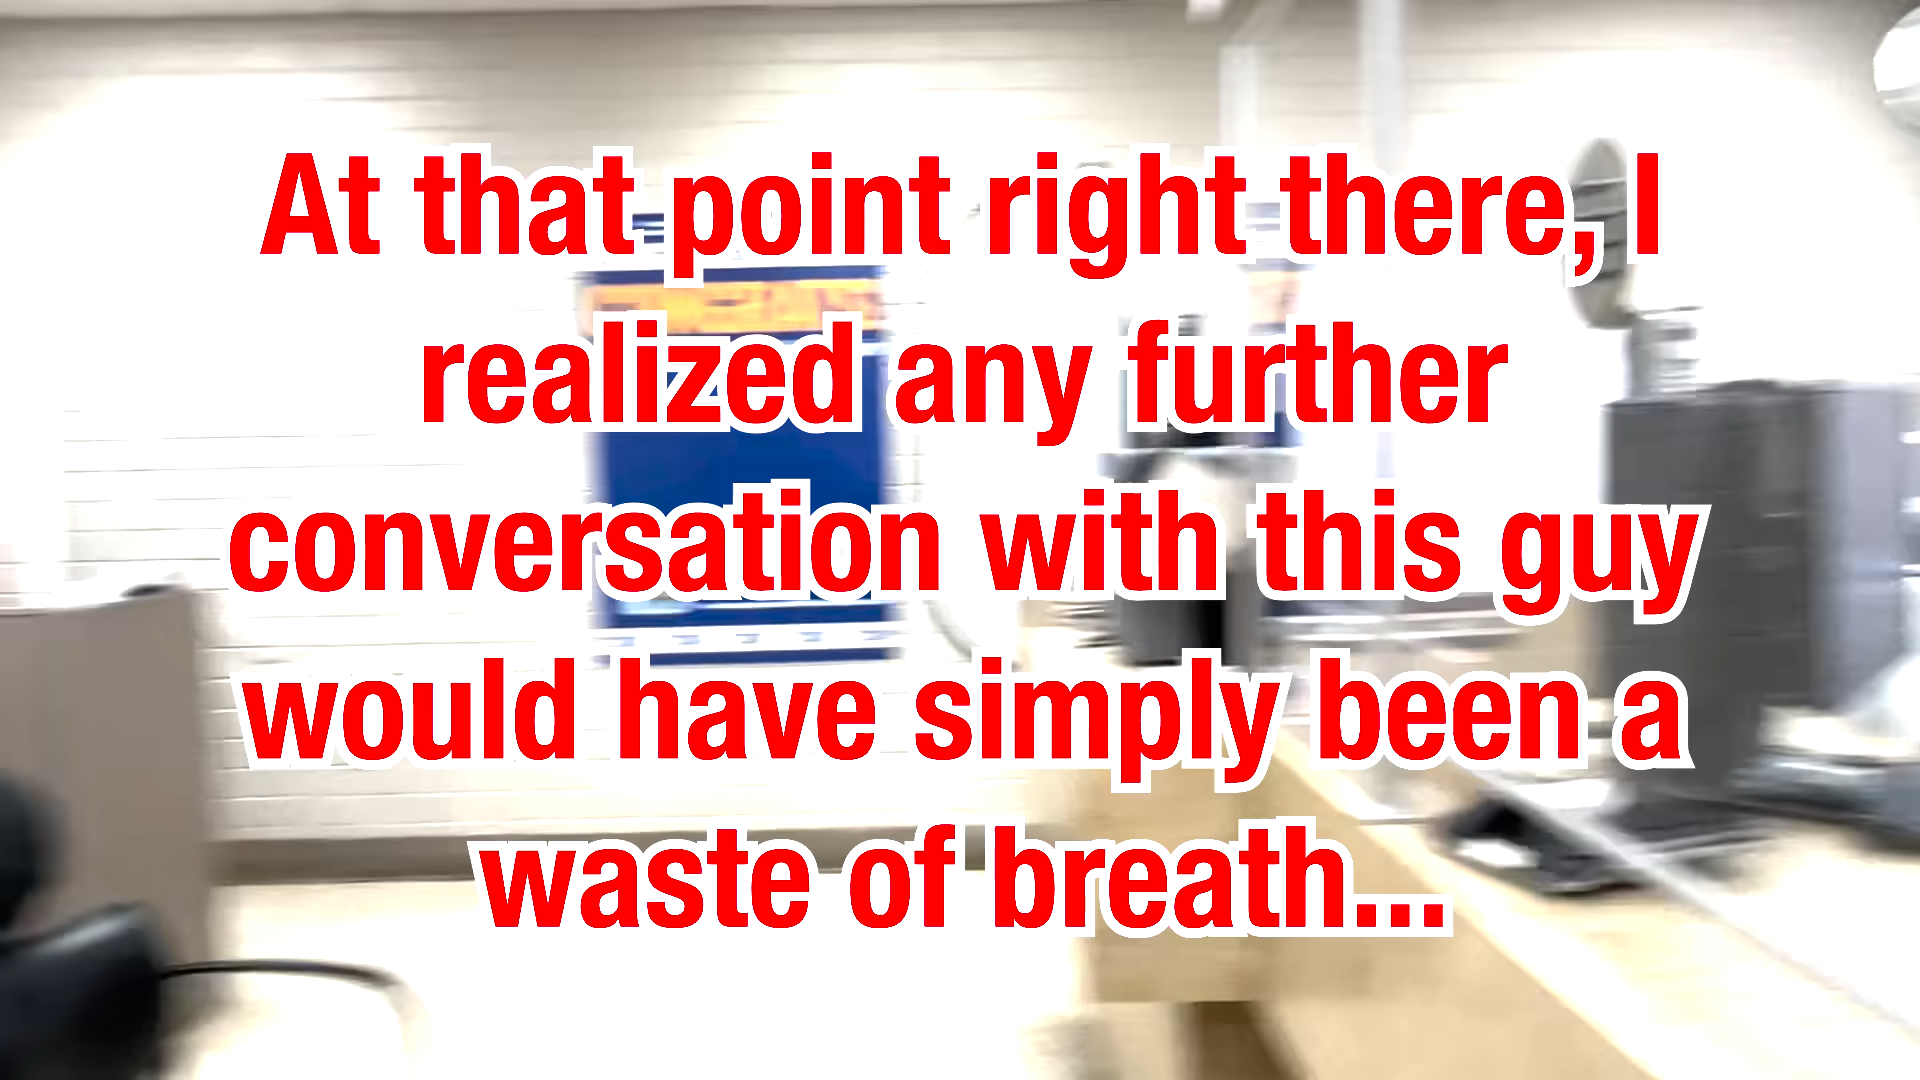 At that point right there, I
realized any further
conversation with this guy
would have simply been a
waste of breath...